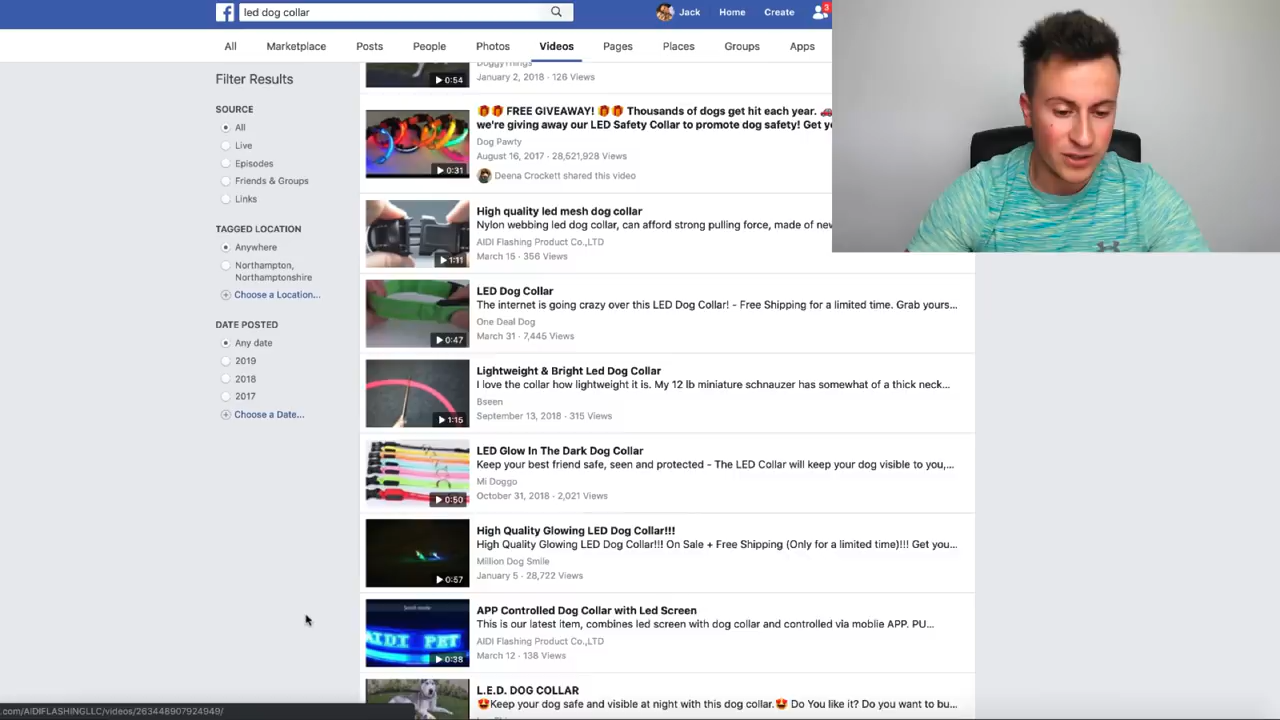 led dog collar
Jack
Home
Create
3
All
Marketplace
Posts
People
Photos
Videos
Pages
Places
Groups
Apps
Filter Results
SOURCE
All
Live
Episodes
Friends & Groups
Links
TAGGED LOCATION
Anywhere
Northampton,
Northamptonshire
Choose a Location...
DATE POSTED
Any date
2019
2018
2017
Choose a Date...
0:54
DoggyThings
January 2, 2018 · 126 Views
0:31
🎁🎁 FREE GIVEAWAY! 🎁🎁 Thousands of dogs get hit each year. 🚗
we're giving away our LED Safety Collar to promote dog safety! Get yo
Dog Pawty
August 16, 2017 · 28,521,928 Views
Deena Crockett shared this video
1:11
High quality led mesh dog collar
Nylon webbing led dog collar, can afford strong pulling force, made of new
AIDI Flashing Product Co.,LTD
March 15 · 356 Views
0:47
LED Dog Collar
The internet is going crazy over this LED Dog Collar! - Free Shipping for a limited time. Grab yours...
One Deal Dog
March 31 · 7,445 Views
1:15
Lightweight & Bright Led Dog Collar
I love the collar how lightweight it is. My 12 lb miniature schnauzer has somewhat of a thick neck...
Bseen
September 13, 2018 · 315 Views
0:50
LED Glow In The Dark Dog Collar
Keep your best friend safe, seen and protected - The LED Collar will keep your dog visible to you,...
Mi Doggo
October 31, 2018 · 2,021 Views
0:57
High Quality Glowing LED Dog Collar!!!
High Quality Glowing LED Dog Collar!!! On Sale + Free Shipping (Only for a limited time)!!! Get you...
Million Dog Smile
January 5 · 28,722 Views
AIDI PET
0:38
APP Controlled Dog Collar with Led Screen
This is our latest item, combines led screen with dog collar and controlled via moblie APP. PU...
AIDI Flashing Product Co.,LTD
March 12 · 138 Views
L.E.D. DOG COLLAR
😍Keep your dog safe and visible at night with this dog collar.😍 Do You like it? Do you want to bu...
.com/AIDIFLASHINGLLC/videos/263448907924949/